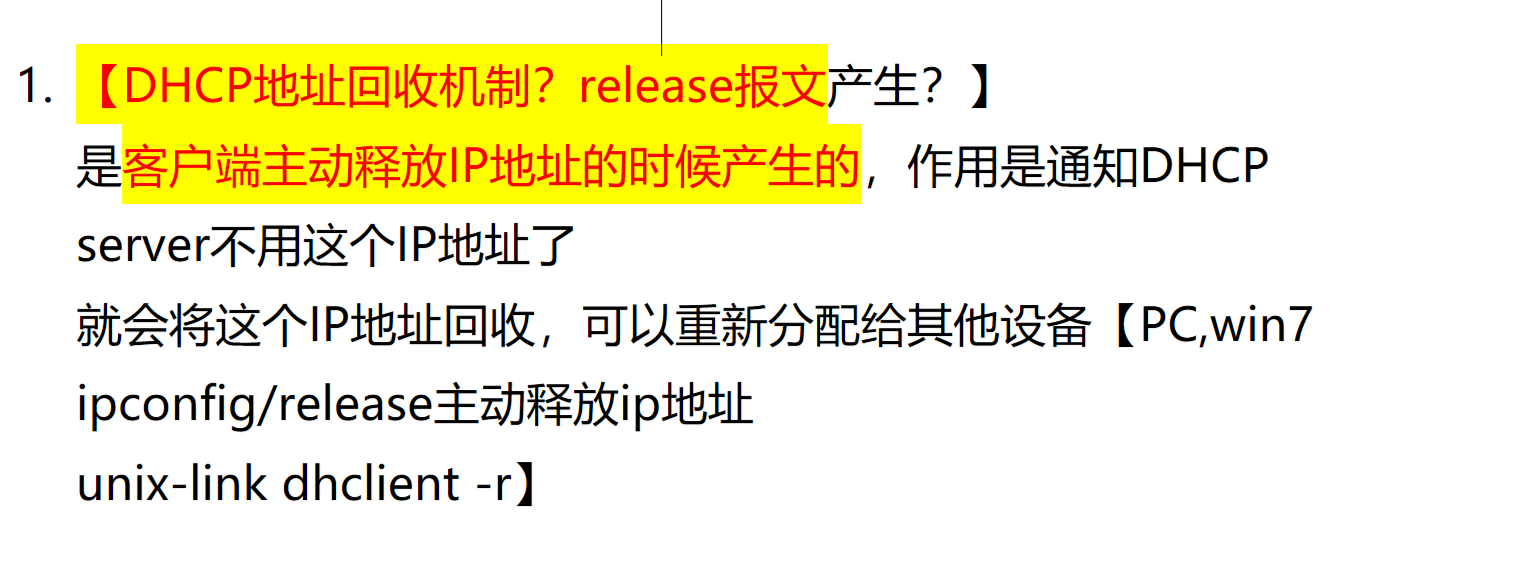 1. 【DHCP地址回收机制？release报文产生？】
是客户端主动释放IP地址的时候产生的，作用是通知DHCP
server不用这个IP地址了
就会将这个IP地址回收，可以重新分配给其他设备【PC,win7
ipconfig/release主动释放ip地址
unix-link dhclient -r】